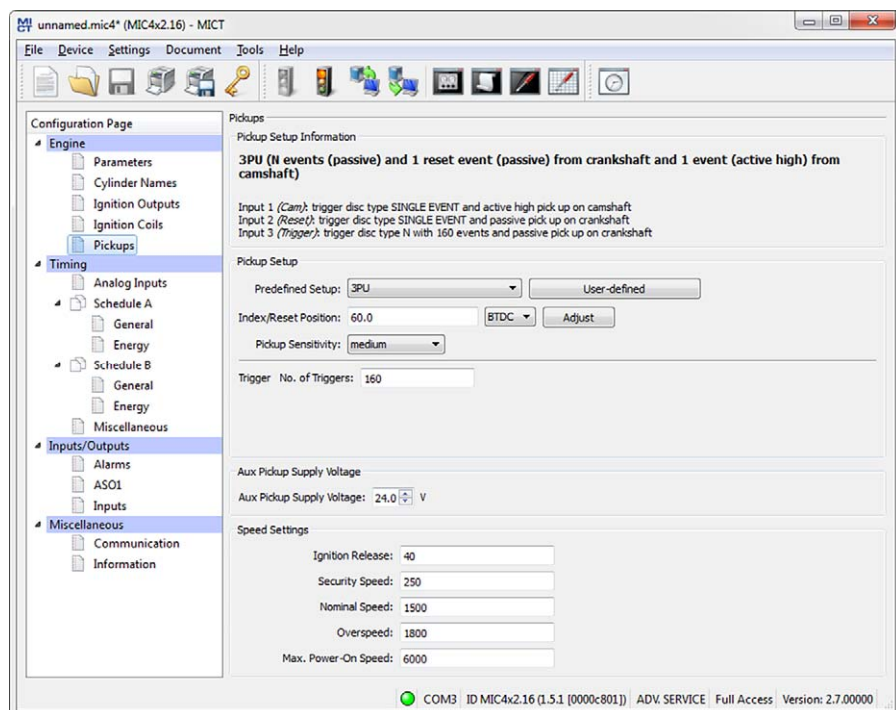 MICT unnamed.mic4* (MIC4x2.16) - MICT
File Device Settings Document Tools Help
Configuration Page
Engine
Parameters
Cylinder Names
Ignition Outputs
Ignition Coils
Pickups
Timing
Analog Inputs
Schedule A
General
Energy
Schedule B
General
Energy
Miscellaneous
Inputs/Outputs
Alarms
ASO1
Inputs
Miscellaneous
Communication
Information
Pickups
Pickup Setup Information
3PU (N events (passive) and 1 reset event (passive) from crankshaft and 1 event (active high) from
camshaft)
Input 1 (Cam): trigger disc type SINGLE EVENT and active high pick up on camshaft
Input 2 (Reset): trigger disc type SINGLE EVENT and passive pick up on crankshaft
Input 3 (Trigger): trigger disc type N with 160 events and passive pick up on crankshaft
Pickup Setup
Predefined Setup: 3PU User-defined
Index/Reset Position: 60.0 BTDC Adjust
Pickup Sensitivity: medium
Trigger No. of Triggers: 160
Aux Pickup Supply Voltage
Aux Pickup Supply Voltage: 24.0 V
Speed Settings
Ignition Release: 40
Security Speed: 250
Nominal Speed: 1500
Overspeed: 1800
Max. Power-On Speed: 6000
COM3 ID MIC4x2.16 (1.5.1 [0000c801]) ADV. SERVICE Full Access Version: 2.7.00000